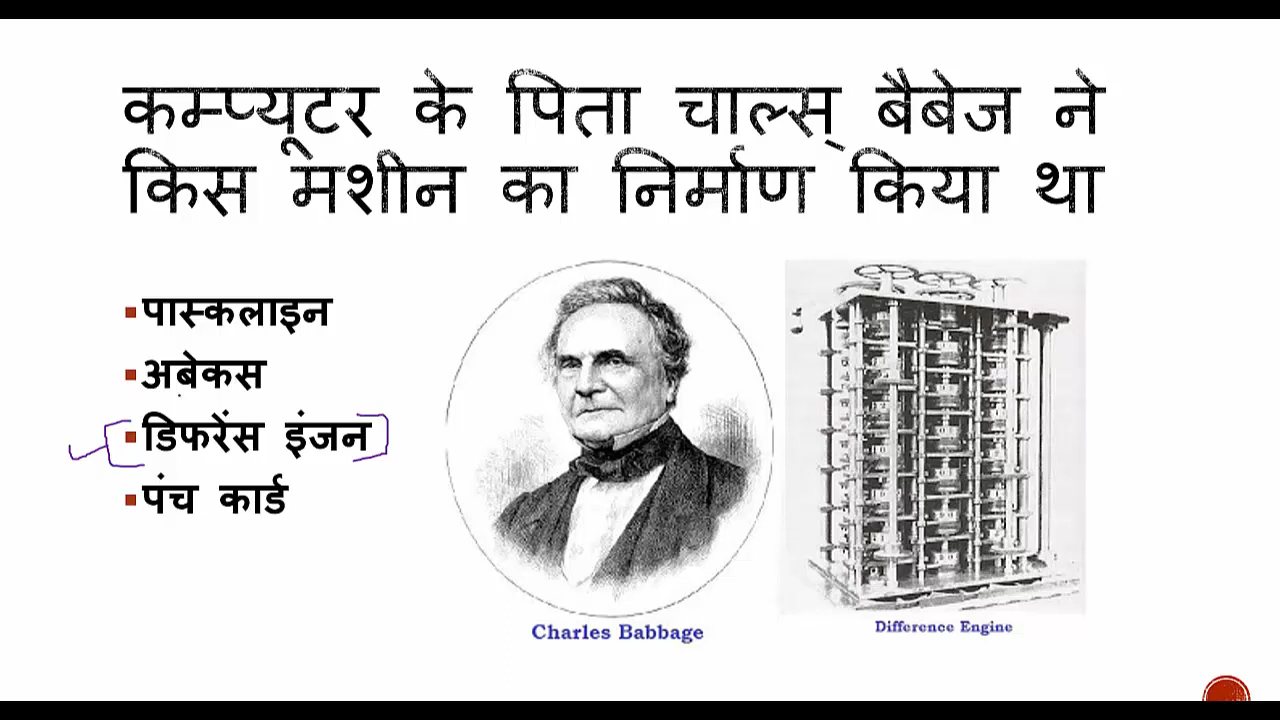 कम्प्यूटर के पिता चाल्स् बैबेज ने
किस मशीन का निर्माण किया था
पास्कलाइन
अबेकस
डिफरेंस इंजन
पंच कार्ड
Charles Babbage
Difference Engine